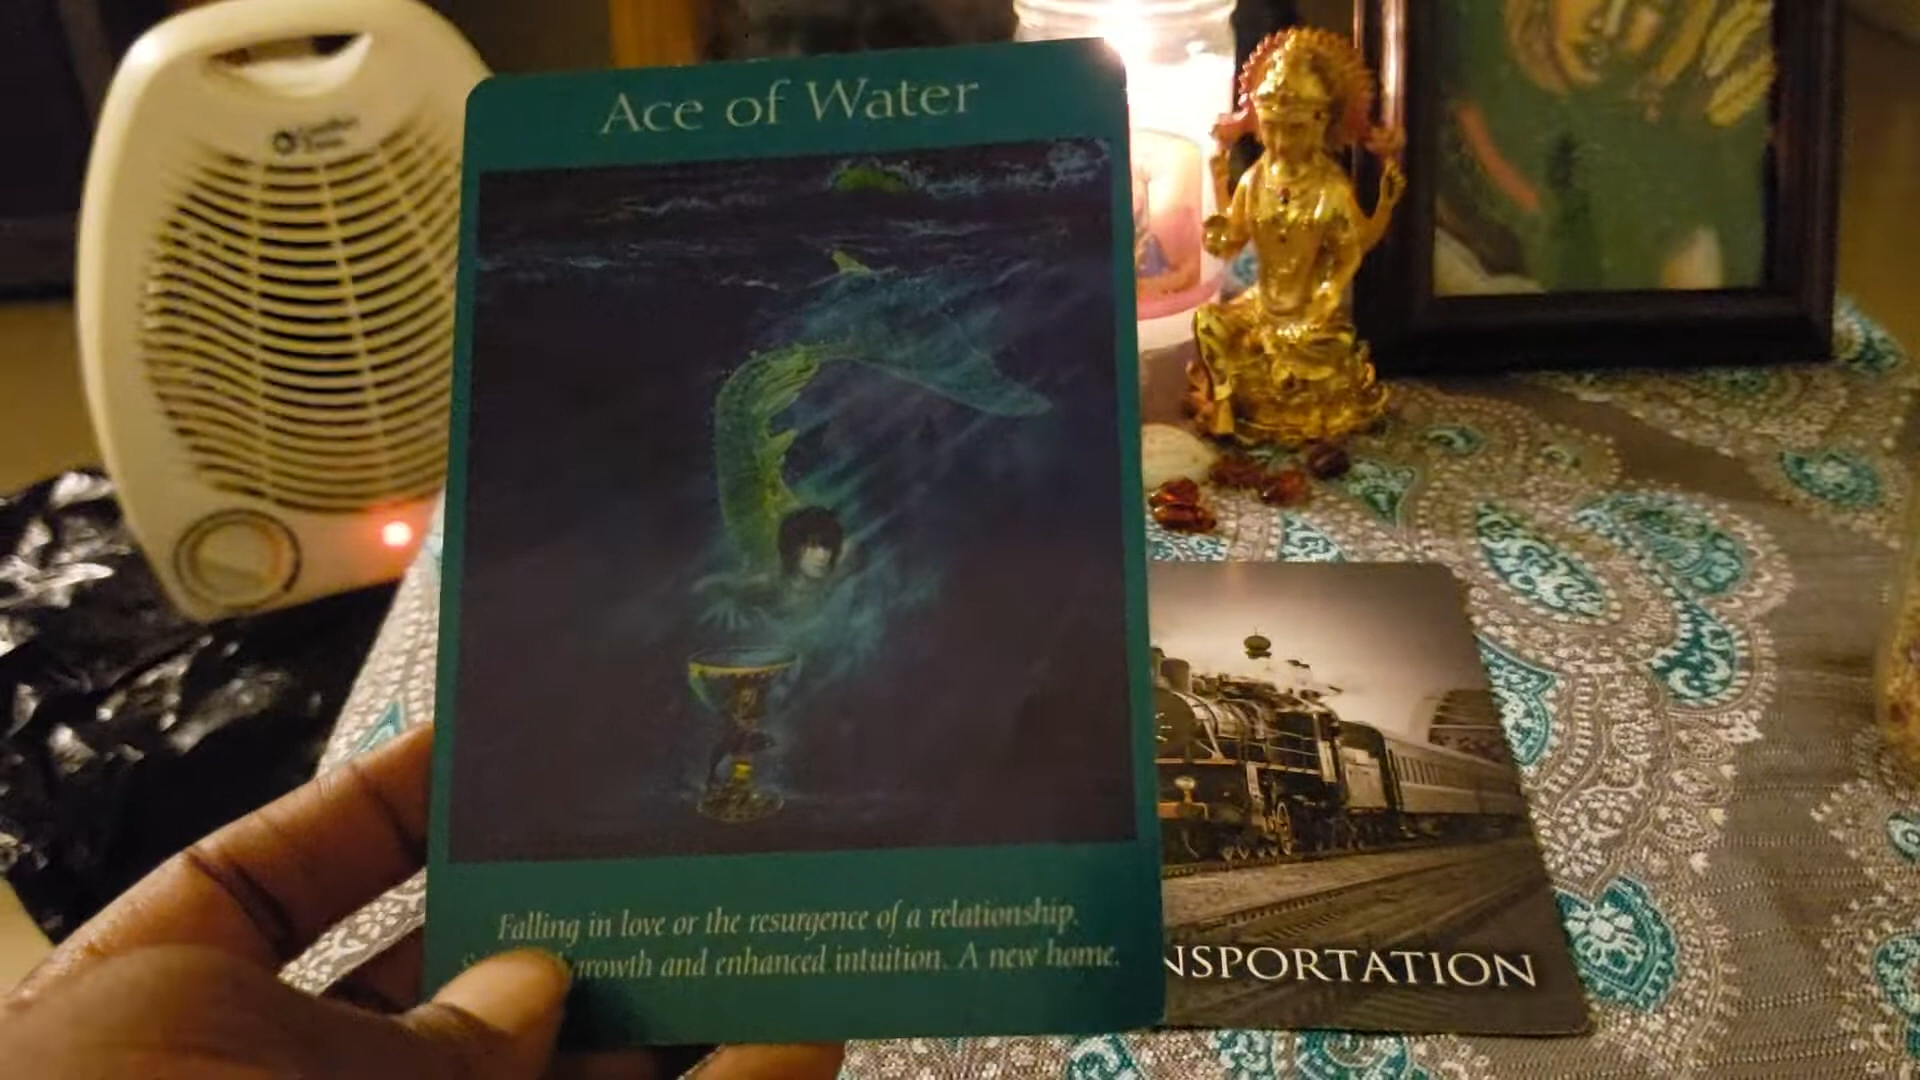 Ace of Water
Falling in love or the resurgence of a relationship.
growth and enhanced intuition. A new home.
NSPORTATION